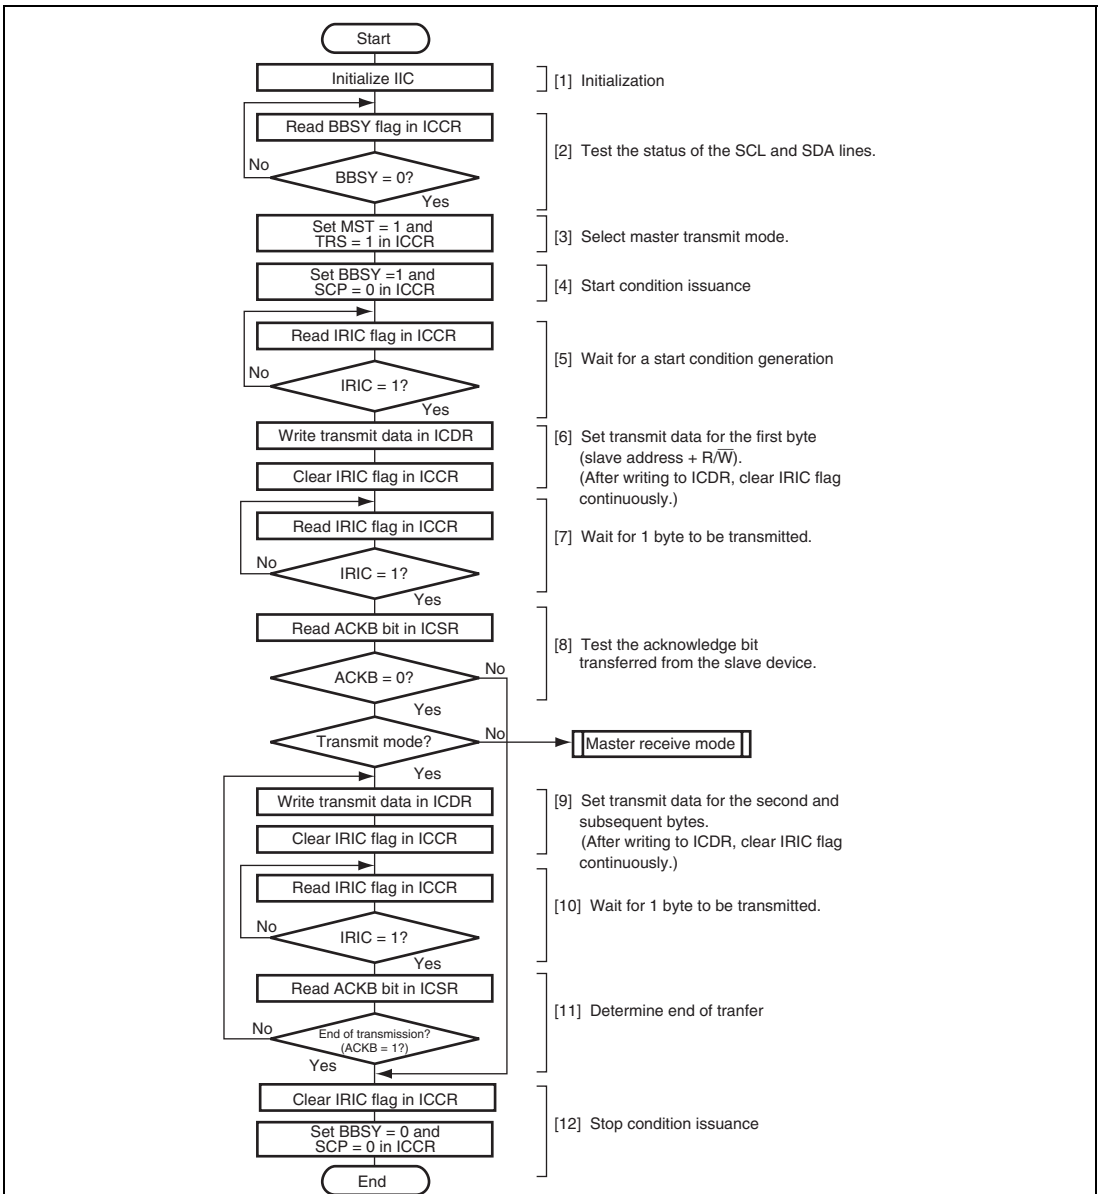 Start
Initialize IIC
[1] Initialization
Read BBSY flag in ICCR
[2] Test the status of the SCL and SDA lines.
No
BBSY = 0?
Yes
Set MST = 1 and
TRS = 1 in ICCR
[3] Select master transmit mode.
Set BBSY =1 and
SCP = 0 in ICCR
[4] Start condition issuance
Read IRIC flag in ICCR
[5] Wait for a start condition generation
No
IRIC = 1?
Yes
Write transmit data in ICDR
[6] Set transmit data for the first byte
(slave address + R/W̅).
(After writing to ICDR, clear IRIC flag
continuously.)
Clear IRIC flag in ICCR
Read IRIC flag in ICCR
[7] Wait for 1 byte to be transmitted.
No
IRIC = 1?
Yes
Read ACKB bit in ICSR
[8] Test the acknowledge bit
transferred from the slave device.
ACKB = 0?
No
Yes
Transmit mode?
No
Master receive mode
Yes
Write transmit data in ICDR
[9] Set transmit data for the second and
subsequent bytes.
(After writing to ICDR, clear IRIC flag
continuously.)
Clear IRIC flag in ICCR
Read IRIC flag in ICCR
[10] Wait for 1 byte to be transmitted.
No
IRIC = 1?
Yes
Read ACKB bit in ICSR
[11] Determine end of tranfer
No
End of transmission?
(ACKB = 1?)
Yes
Clear IRIC flag in ICCR
[12] Stop condition issuance
Set BBSY = 0 and
SCP = 0 in ICCR
End